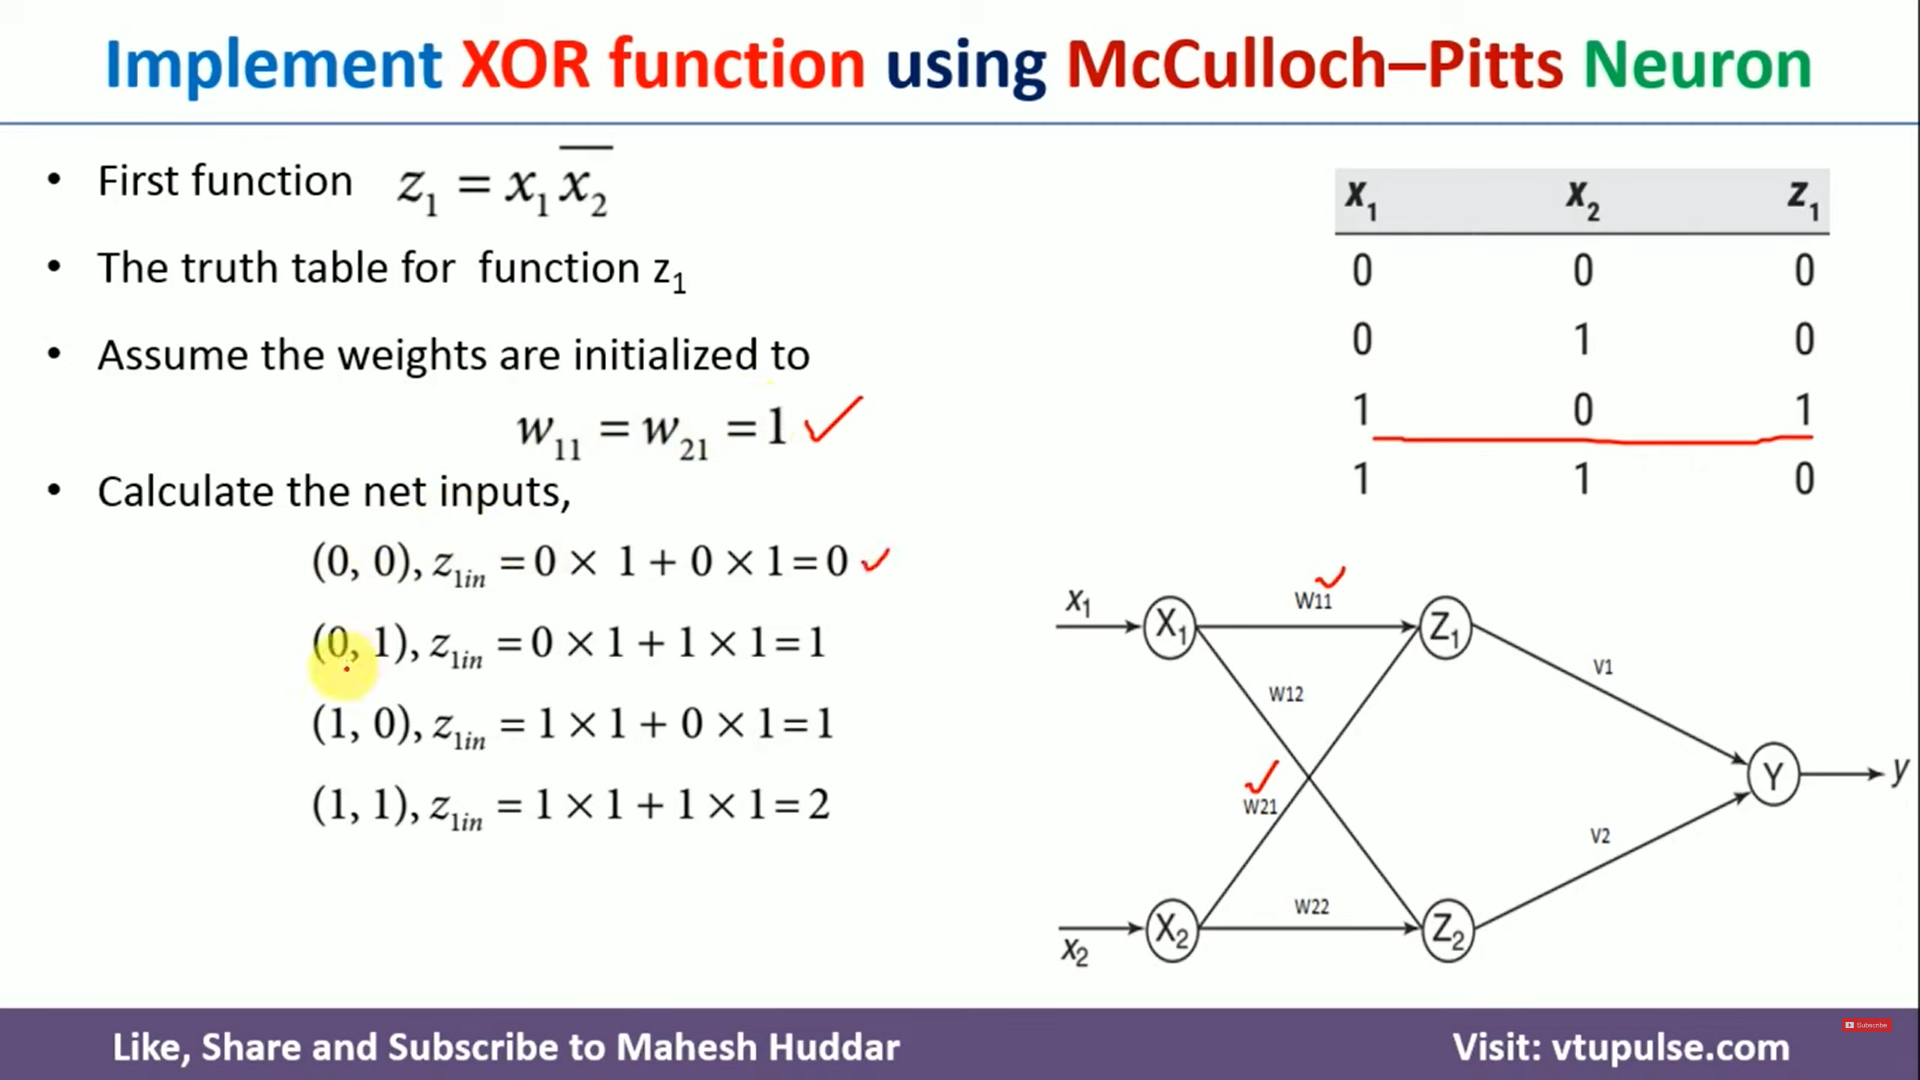 Implement XOR function using McCulloch–Pitts Neuron
• First function z₁ = x₁x̅₂
• The truth table for function z₁
• Assume the weights are initialized to
w₁₁ = w₂₁ = 1
• Calculate the net inputs,
(0, 0), z₁ᵢₙ = 0 × 1 + 0 × 1 = 0
(0, 1), z₁ᵢₙ = 0 × 1 + 1 × 1 = 1
(1, 0), z₁ᵢₙ = 1 × 1 + 0 × 1 = 1
(1, 1), z₁ᵢₙ = 1 × 1 + 1 × 1 = 2
x₁ x₂ z₁
0 0 0
0 1 0
1 0 1
1 1 0
x₁ X₁ W11 Z₁
V1
W12
Y y
W21
V2
W22
x₂ X₂ Z₂
Subscribe
Like, Share and Subscribe to Mahesh Huddar
Visit: vtupulse.com